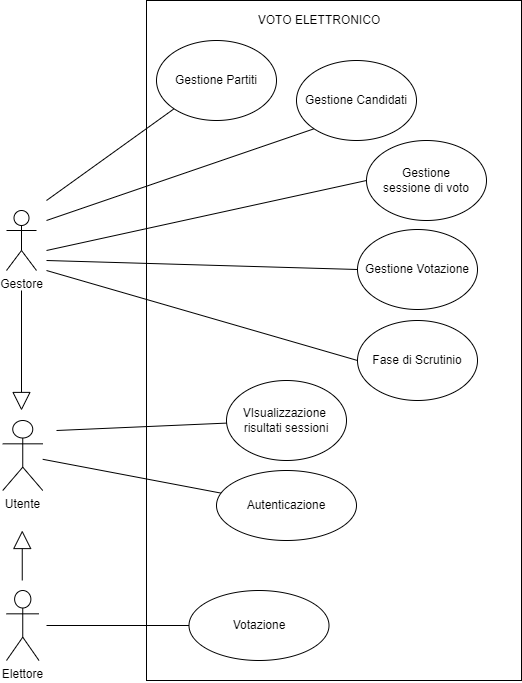 VOTO ELETTRONICO
Gestione Partiti
Gestione Candidati
Gestione
sessione di voto
Gestione Votazione
Gestore
Fase di Scrutinio
VIsualizzazione
risultati sessioni
Utente
Autenticazione
Votazione
Elettore